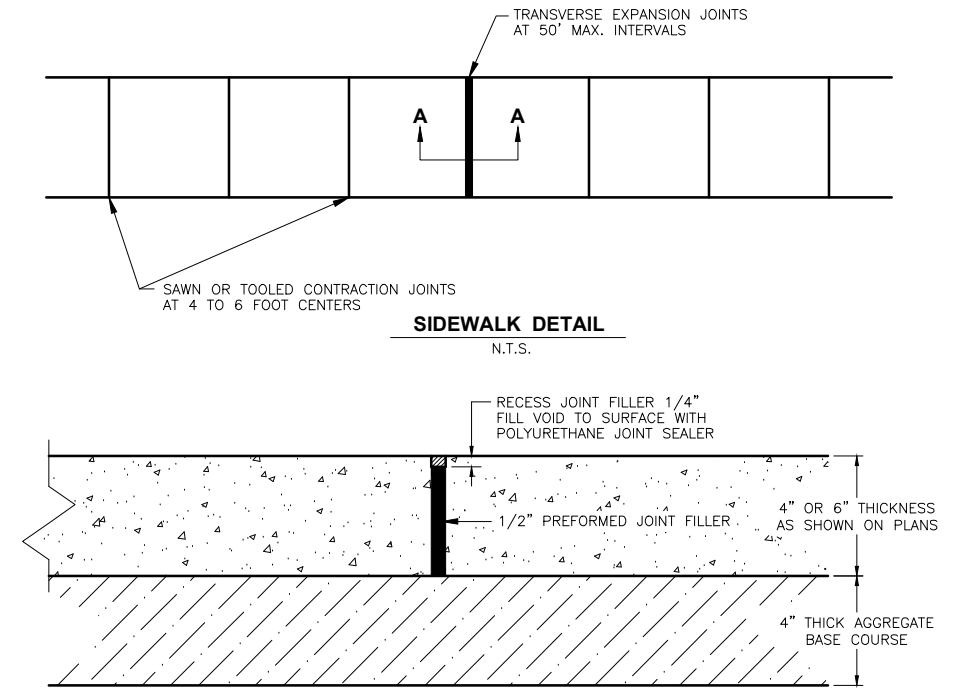 TRANSVERSE EXPANSION JOINTS
AT 50' MAX. INTERVALS
A A
SAWN OR TOOLED CONTRACTION JOINTS
AT 4 TO 6 FOOT CENTERS
SIDEWALK DETAIL
N.T.S.
RECESS JOINT FILLER 1/4"
FILL VOID TO SURFACE WITH
POLYURETHANE JOINT SEALER
1/2" PREFORMED JOINT FILLER
4" OR 6" THICKNESS
AS SHOWN ON PLANS
4" THICK AGGREGATE
BASE COURSE